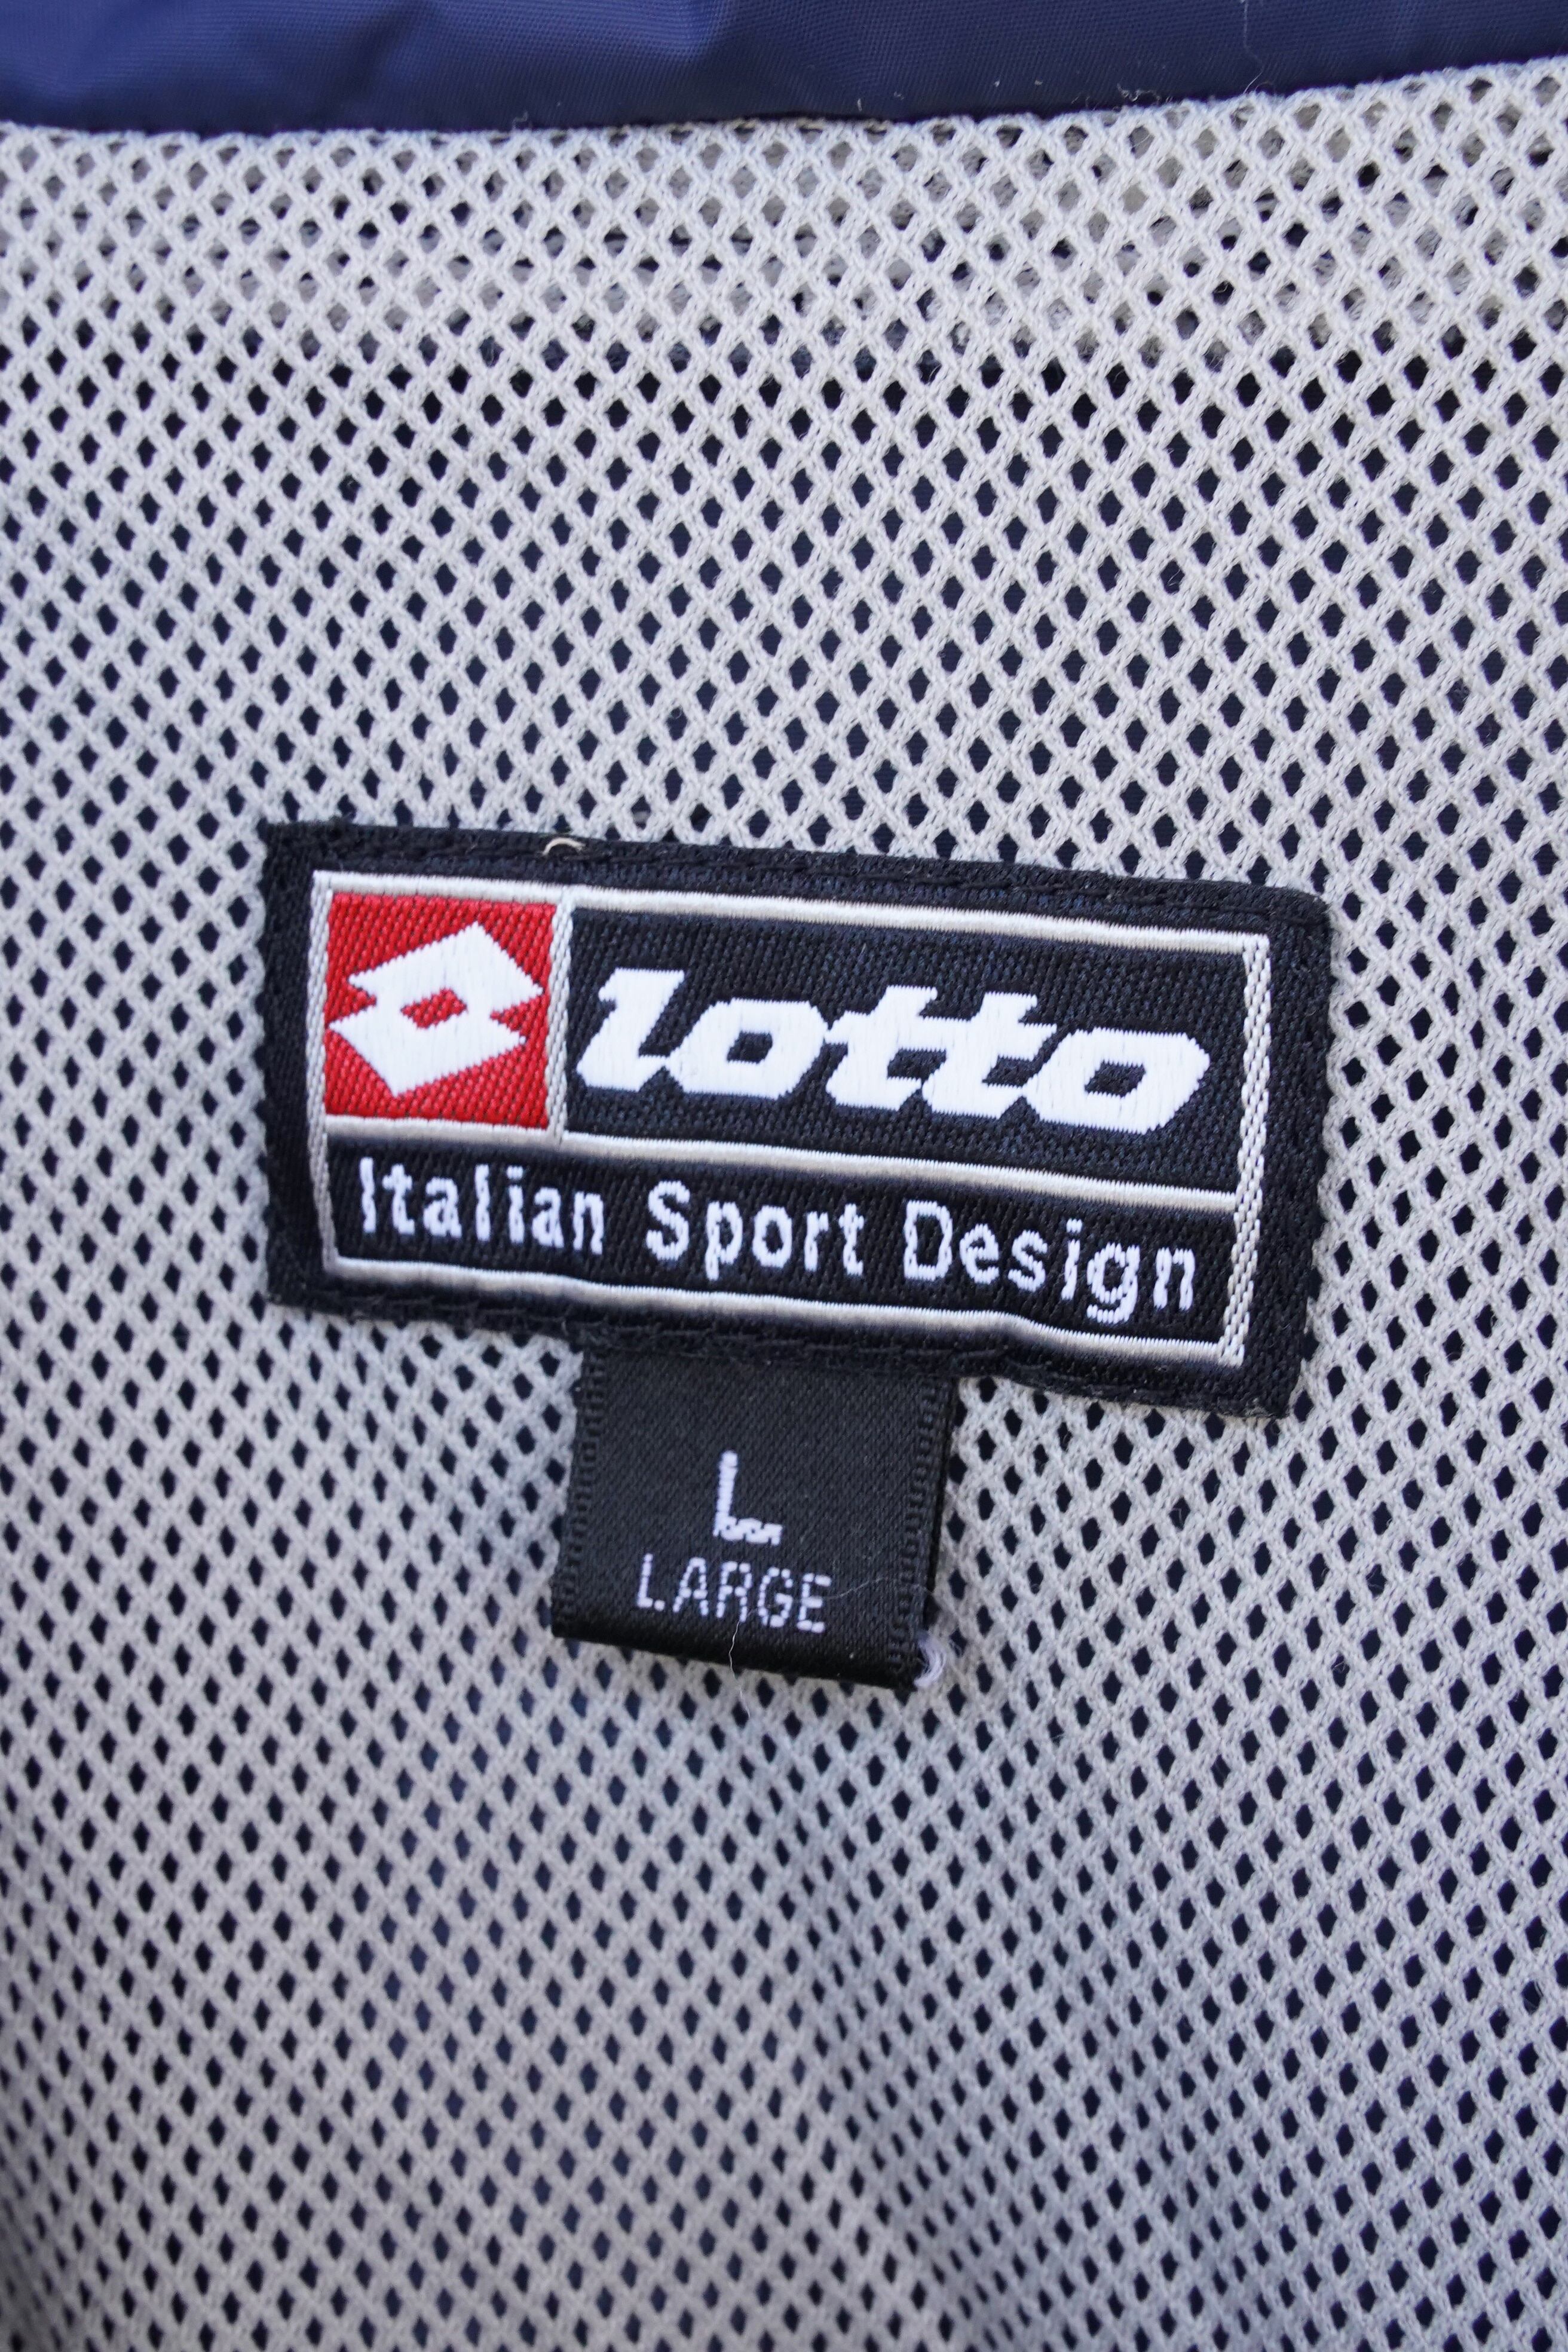 lotto
Italian Sport Design
L
LARGE